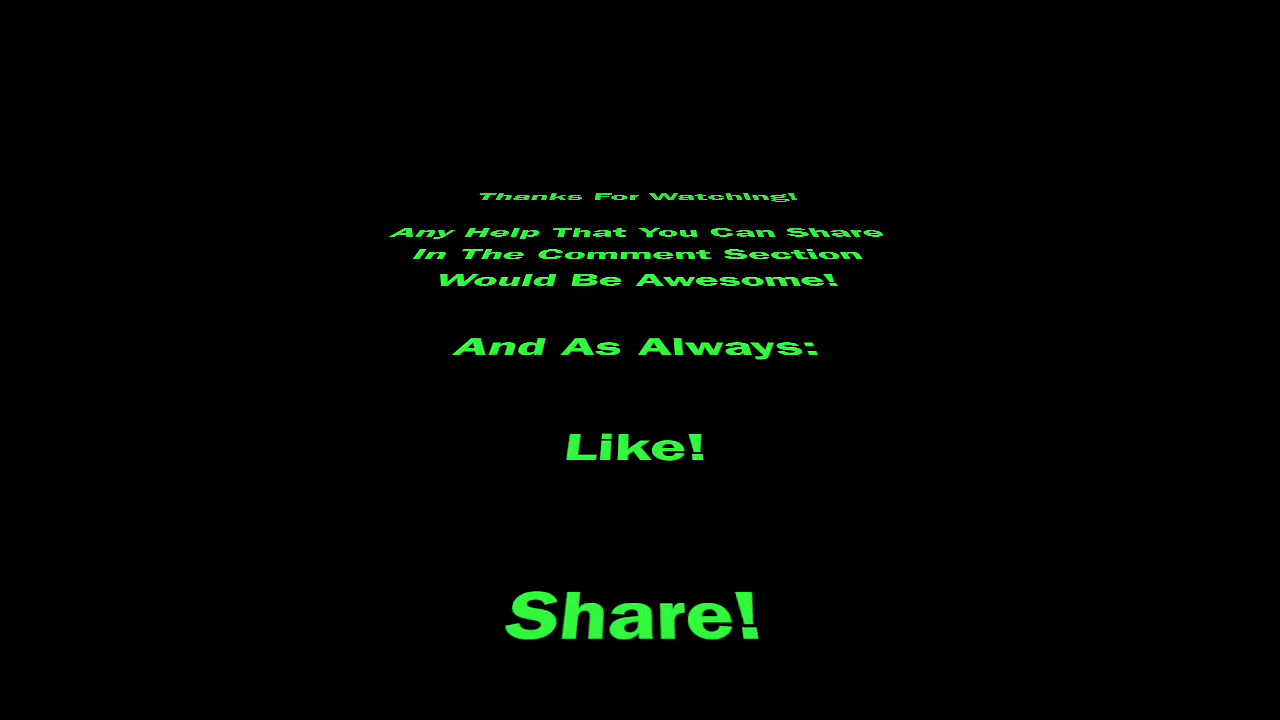 Thanks For Watching!
Any Help That You Can Share
In The Comment Section
Would Be Awesome!
And As Always:
Like!
Share!